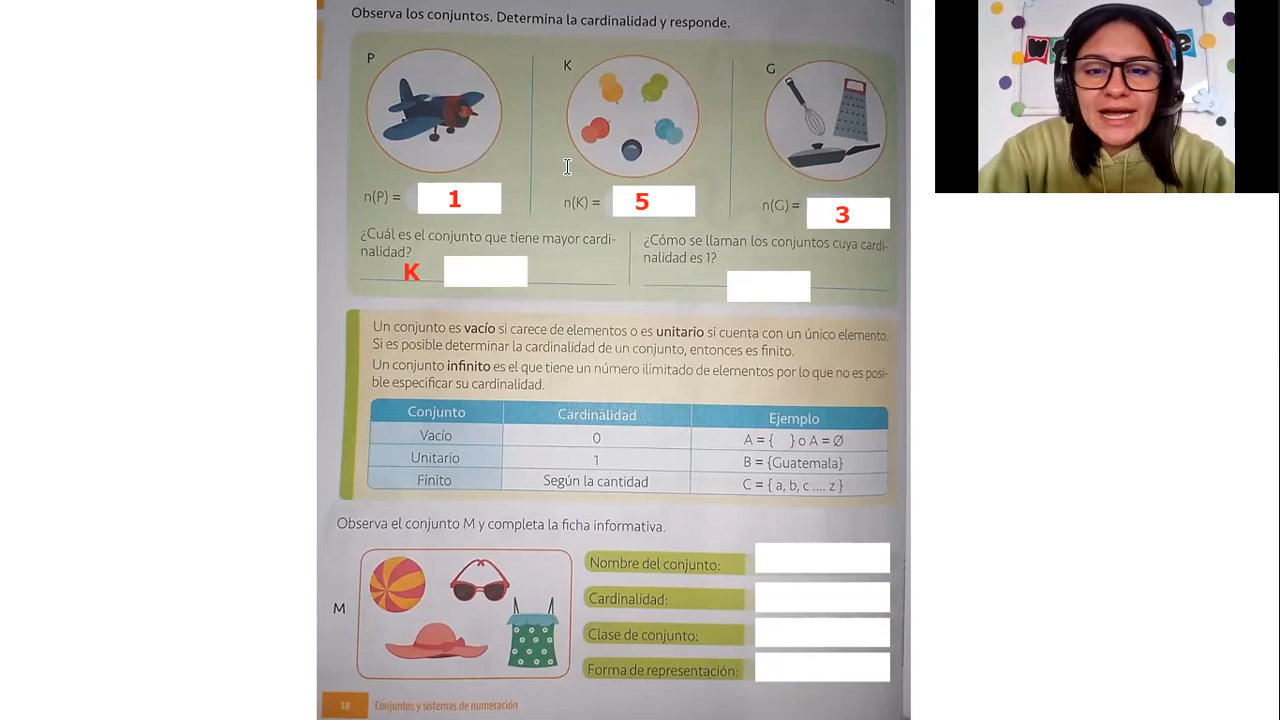 Observa los conjuntos. Determina la cardinalidad y responde.
P
K
G
n(P) = 1
n(K) = 5
n(G) = 3
¿Cuál es el conjunto que tiene mayor cardi-
nalidad?
K
¿Cómo se llaman los conjuntos cuya cardi-
nalidad es 1?
Un conjunto es vacío si carece de elementos o es unitario si cuenta con un único elemento.
Si es posible determinar la cardinalidad de un conjunto, entonces es finito.
Un conjunto infinito es el que tiene un número ilimitado de elementos por lo que no es posi-
ble especificar su cardinalidad.
Conjunto Cardinalidad Ejemplo
Vacío 0 A = { } o A = Ø
Unitario 1 B = {Guatemala}
Finito Según la cantidad C = { a, b, c .... z }
Observa el conjunto M y completa la ficha informativa.
M
Nombre del conjunto:
Cardinalidad:
Clase de conjunto:
Forma de representación:
18 Conjuntos y sistemas de numeración